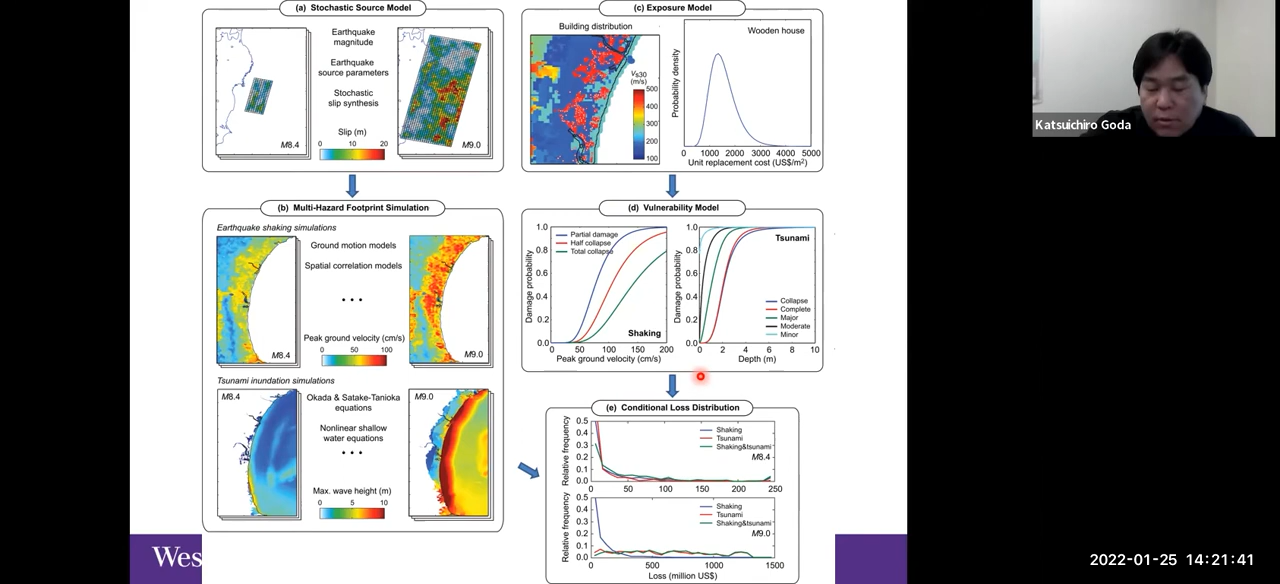 (a) Stochastic Source Model
Earthquake
magnitude
Earthquake
source parameters
Stochastic
slip synthesis
Slip (m)
0 10 20
M8.4
M9.0
(b) Multi-Hazard Footprint Simulation
Earthquake shaking simulations
Ground motion models
Spatial correlation models
• • •
Peak ground velocity (cm/s)
0 50 100
M8.4
M9.0
Tsunami inundation simulations
M8.4
Okada & Satake-Tanioka
equations
M9.0
Nonlinear shallow
water equations
• • •
Max. wave height (m)
0 5 10
(c) Exposure Model
Building distribution
Vs30
(m/s)
500
400
300
200
100
Probability density
Wooden house
0 1000 2000 3000 4000 5000
Unit replacement cost (US$/m²)
(d) Vulnerability Model
Damage probability
1.0
0.8
0.6
0.4
0.2
0.0
Partial damage
Half collapse
Total collapse
Shaking
0 50 100 150 200
Peak ground velocity (cm/s)
Damage probability
1.0
0.8
0.6
0.4
0.2
0.0
Tsunami
Collapse
Complete
Major
Moderate
Minor
0 2 4 6 8 10
Depth (m)
(e) Conditional Loss Distribution
Relative frequency
0.5
0.4
0.3
0.2
0.1
0.0
Shaking
Tsunami
Shaking&tsunami
M8.4
0 50 100 150 200 250
Relative frequency
0.5
0.4
0.3
0.2
0.1
0.0
Shaking
Tsunami
Shaking&tsunami
M9.0
0 500 1000 1500
Loss (million US$)
Wes
Katsuichiro Goda
2022-01-25 14:21:41